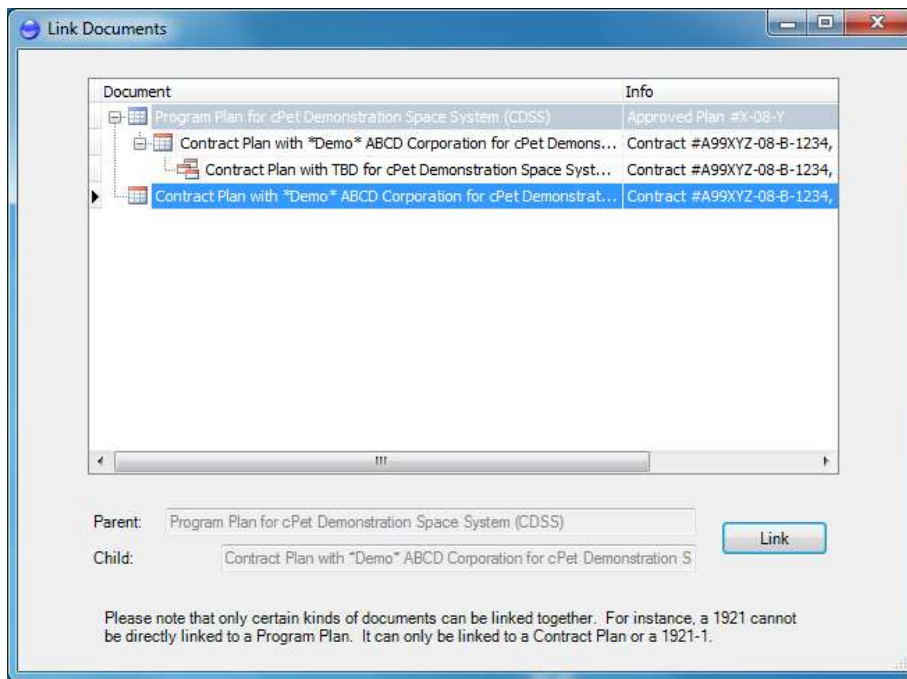 Link Documents
Document Info
Program Plan for cPet Demonstration Space System (CDSS) Approved Plan #X-08-Y
Contract Plan with *Demo* ABCD Corporation for cPet Demons... Contract #A99XYZ-08-B-1234,
Contract Plan with TBD for cPet Demonstration Space Syst... Contract #A99XYZ-08-B-1234,
Contract Plan with *Demo* ABCD Corporation for cPet Demonstrat... Contract #A99XYZ-08-B-1234,
Parent: Program Plan for cPet Demonstration Space System (CDSS)
Link
Child: Contract Plan with *Demo* ABCD Corporation for cPet Demonstration S
Please note that only certain kinds of documents can be linked together. For instance, a 1921 cannot
be directly linked to a Program Plan. It can only be linked to a Contract Plan or a 1921-1.